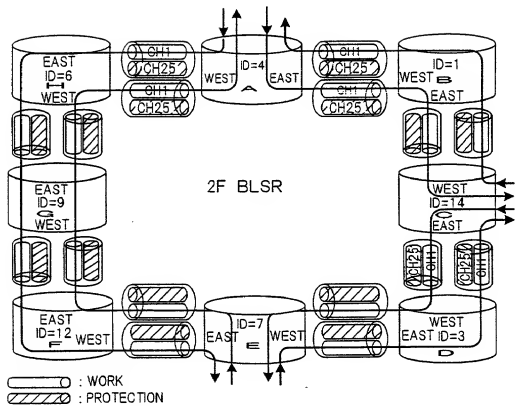 EAST
ID=6
H
WEST
CH1
CH25
CH1
CH25
ID=4
WEST
EAST
A
CH1
CH25
CH1
CH25
ID=1
WEST
B
EAST
EAST
ID=9
G
WEST
2F BLSR
WEST
ID=14
C
EAST
CH25
CH1
CH25
CH1
EAST
ID=12
WEST
F
ID=7
EAST
WEST
E
WEST
EAST
ID=3
D
: WORK
: PROTECTION